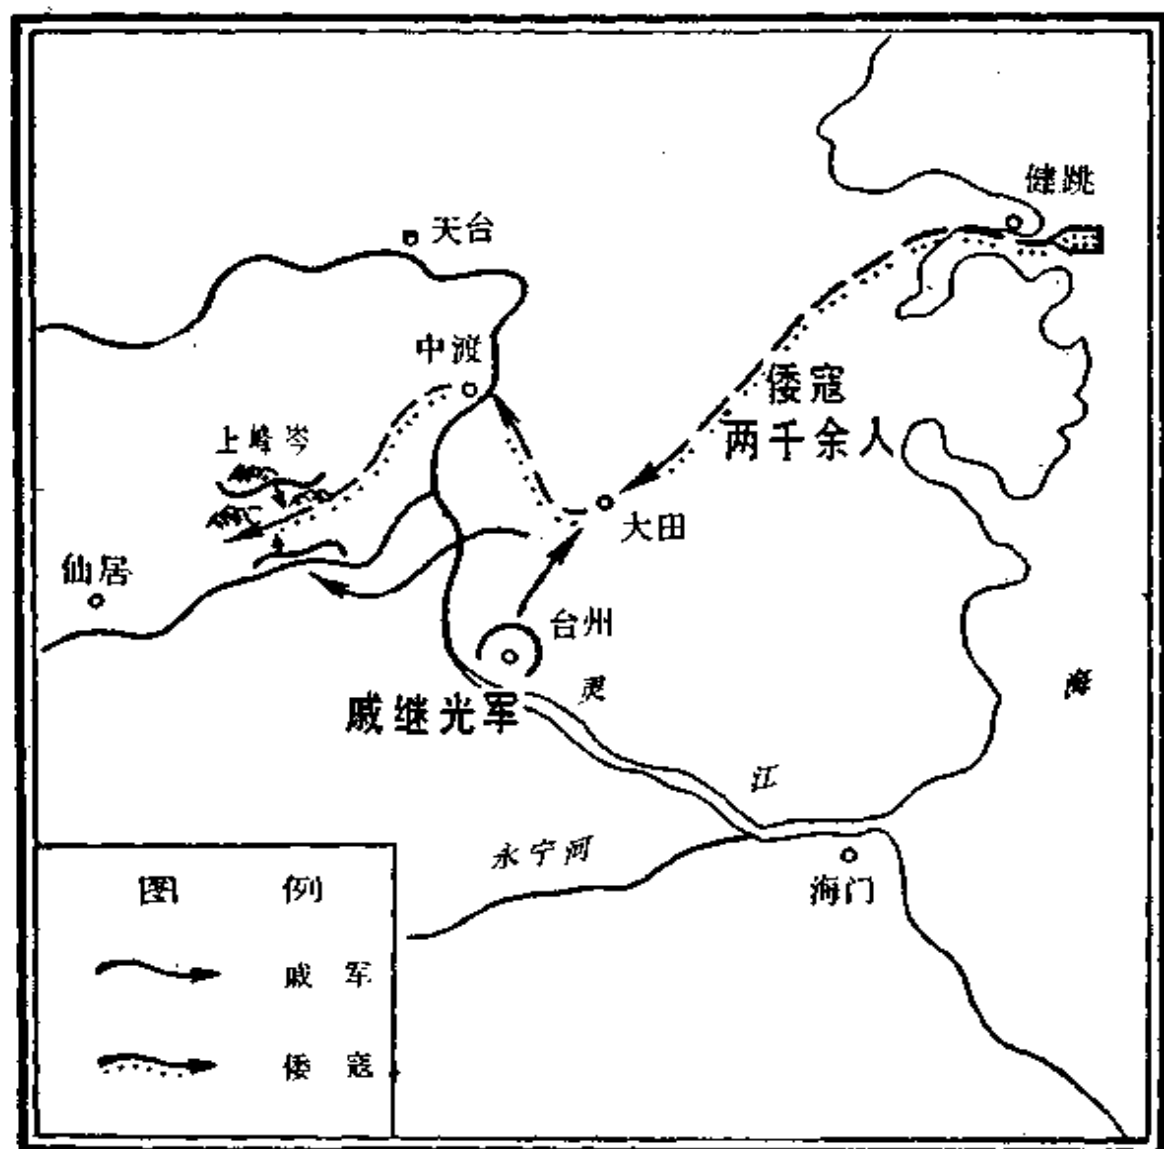 健跳
天台
中渡
倭寇
两千余人
上峰岑
大田
仙居
台州
戚继光军
灵江
海
永宁河
海门
图例
戚军
倭寇